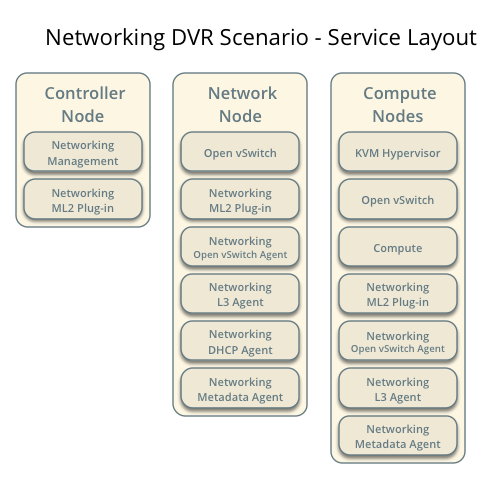 Networking DVR Scenario - Service Layout
Controller
Node
Networking
Management
Networking
ML2 Plug-in
Network
Node
Open vSwitch
Networking
ML2 Plug-in
Networking
Open vSwitch Agent
Networking
L3 Agent
Networking
DHCP Agent
Networking
Metadata Agent
Compute
Nodes
KVM Hypervisor
Open vSwitch
Compute
Networking
ML2 Plug-in
Networking
Open vSwitch Agent
Networking
L3 Agent
Networking
Metadata Agent